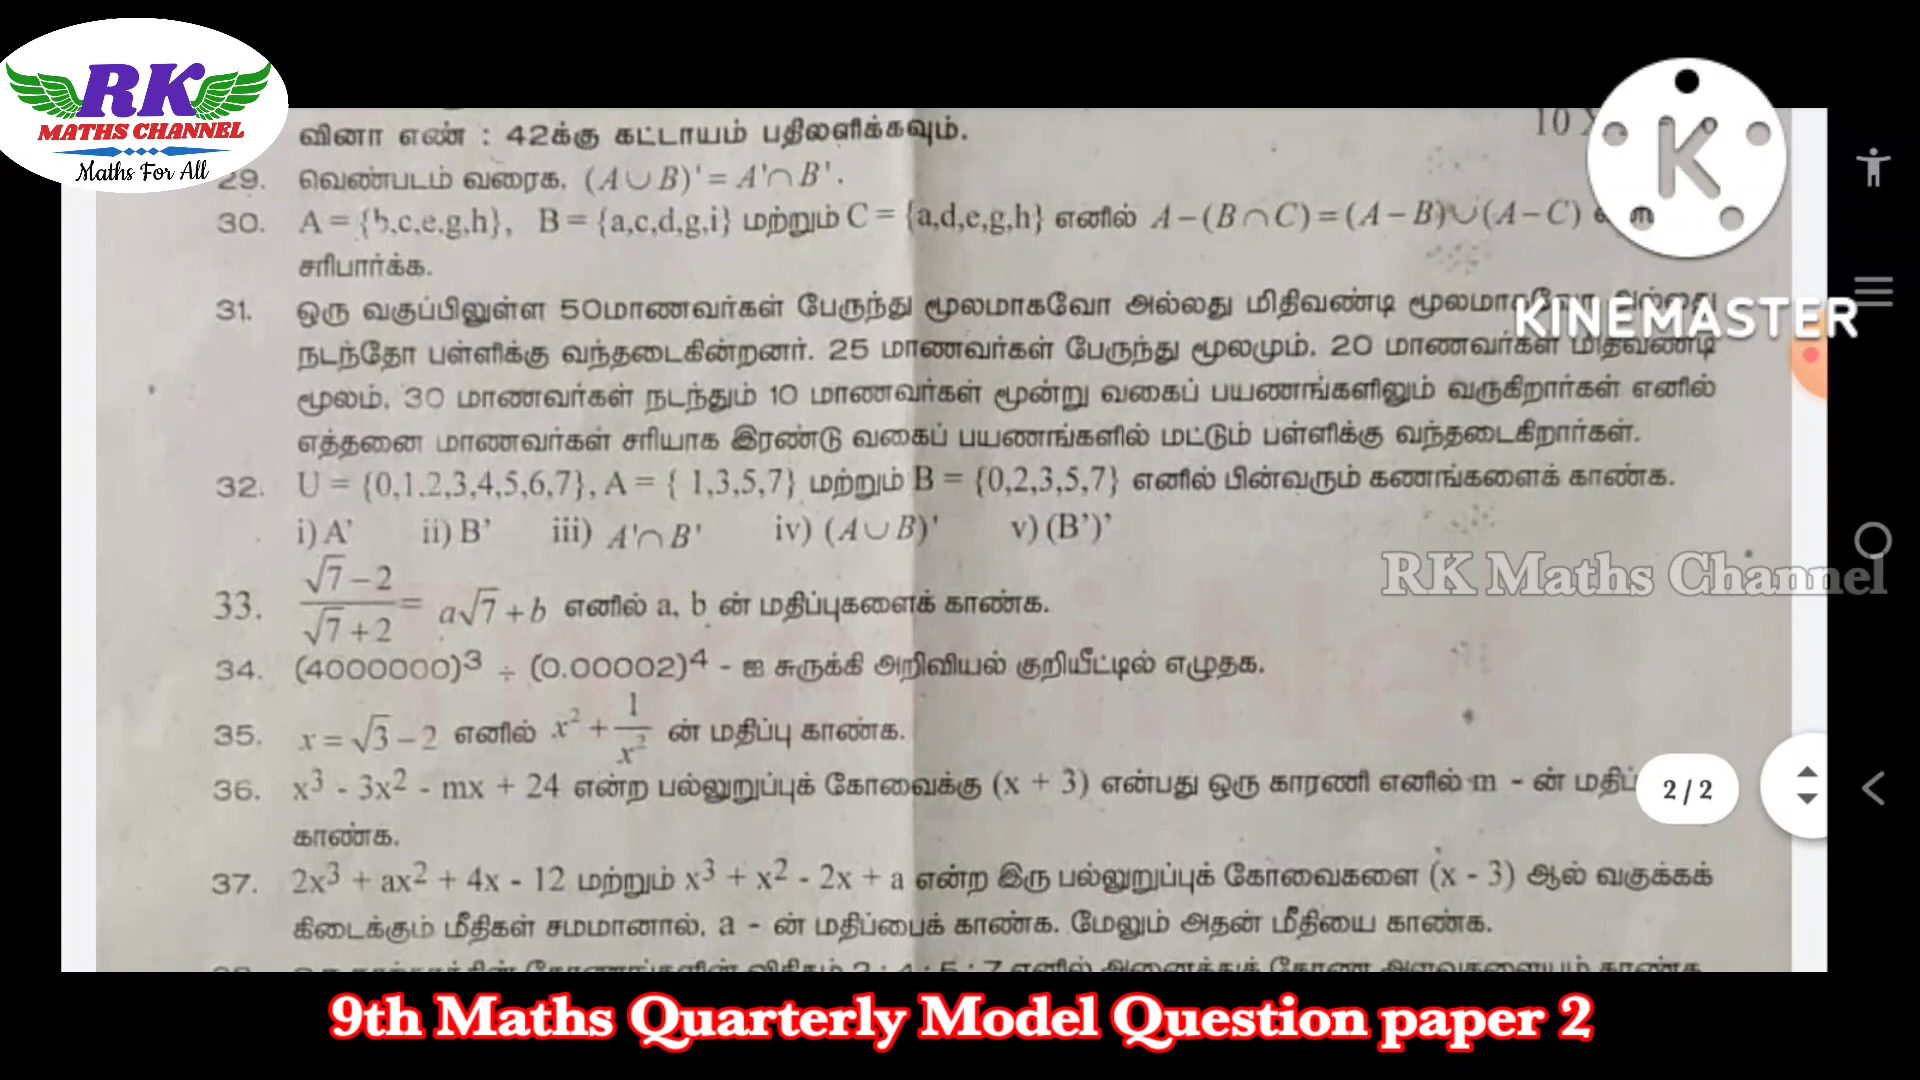 RK
MATHS CHANNEL
Maths For All
K
KINEMASTER
வினா எண் : 42க்கு கட்டாயம் பதிலளிக்கவும்.
10
29. வெண்படம் வரைக. (A∪B)' = A'∩B'.
30. A = {b,c,e,g,h}, B = {a,c,d,g,i} மற்றும் C = {a,d,e,g,h} எனில் A−(B∩C)=(A−B)∪(A−C)
சரிபார்க்க.
31. ஒரு வகுப்பிலுள்ள 50மாணவர்கள் பேருந்து மூலமாகவோ அல்லது மிதிவண்டி மூலமாகவோ அல்லது
நடந்தோ பள்ளிக்கு வந்தடைகின்றனர். 25 மாணவர்கள் பேருந்து மூலமும், 20 மாணவர்கள் மிதிவண்டி
மூலம், 30 மாணவர்கள் நடந்தும் 10 மாணவர்கள் மூன்று வகைப் பயணங்களிலும் வருகிறார்கள் எனில்
எத்தனை மாணவர்கள் சரியாக இரண்டு வகைப் பயணங்களில் மட்டும் பள்ளிக்கு வந்தடைகிறார்கள்.
32. U = {0,1,2,3,4,5,6,7}, A = { 1,3,5,7} மற்றும் B = {0,2,3,5,7} எனில் பின்வரும் கணங்களைக் காண்க.
i) A' ii) B' iii) A'∩B' iv) (A∪B)' v) (B')'
33. (√7−2)/(√7+2) = a√7+b எனில் a, b ன் மதிப்புகளைக் காண்க.
RK Maths Channel
34. (4000000)³ ÷ (0.00002)⁴ - ஐ சுருக்கி அறிவியல் குறியீட்டில் எழுதுக.
35. x = √3−2 எனில் x² + 1/x² ன் மதிப்பு காண்க.
36. x³ - 3x² - mx + 24 என்ற பல்லுறுப்புக் கோவைக்கு (x + 3) என்பது ஒரு காரணி எனில் m - ன்
காண்க.
2 / 2
37. 2x³ + ax² + 4x - 12 மற்றும் x³ + x² - 2x + a என்ற இரு பல்லுறுப்புக் கோவைகளை (x - 3) ஆல் வகுக்கக்
கிடைக்கும் மீதிகள் சமமானால், a - ன் மதிப்பைக் காண்க. மேலும் அதன் மீதியை காண்க.
9th Maths Quarterly Model Question paper 2